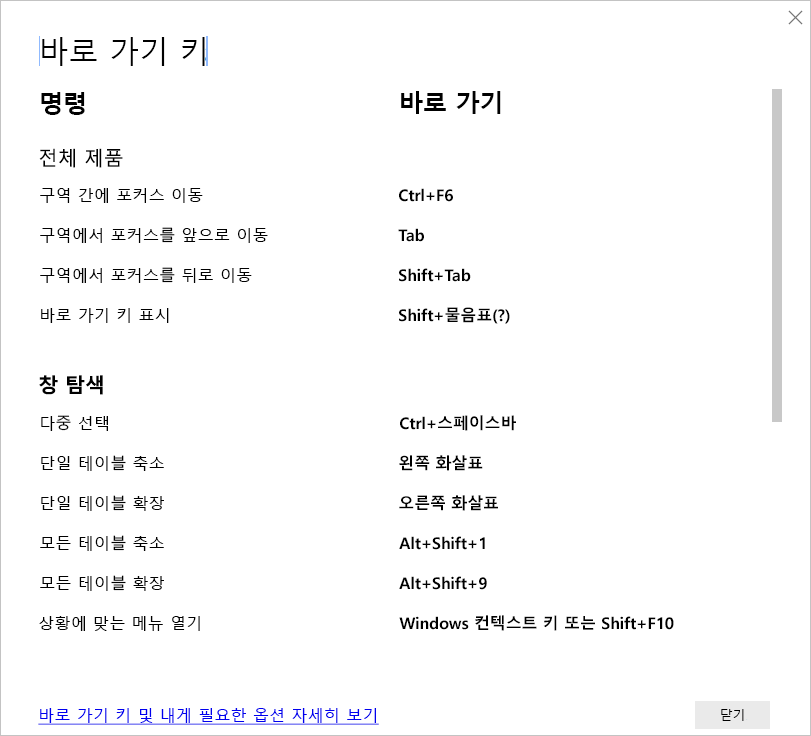 바로 가기 키
명령 바로 가기
전체 제품
구역 간에 포커스 이동 Ctrl+F6
구역에서 포커스를 앞으로 이동 Tab
구역에서 포커스를 뒤로 이동 Shift+Tab
바로 가기 키 표시 Shift+물음표(?)
창 탐색
다중 선택 Ctrl+스페이스바
단일 테이블 축소 왼쪽 화살표
단일 테이블 확장 오른쪽 화살표
모든 테이블 축소 Alt+Shift+1
모든 테이블 확장 Alt+Shift+9
상황에 맞는 메뉴 열기 Windows 컨텍스트 키 또는 Shift+F10
바로 가기 키 및 내게 필요한 옵션 자세히 보기 닫기